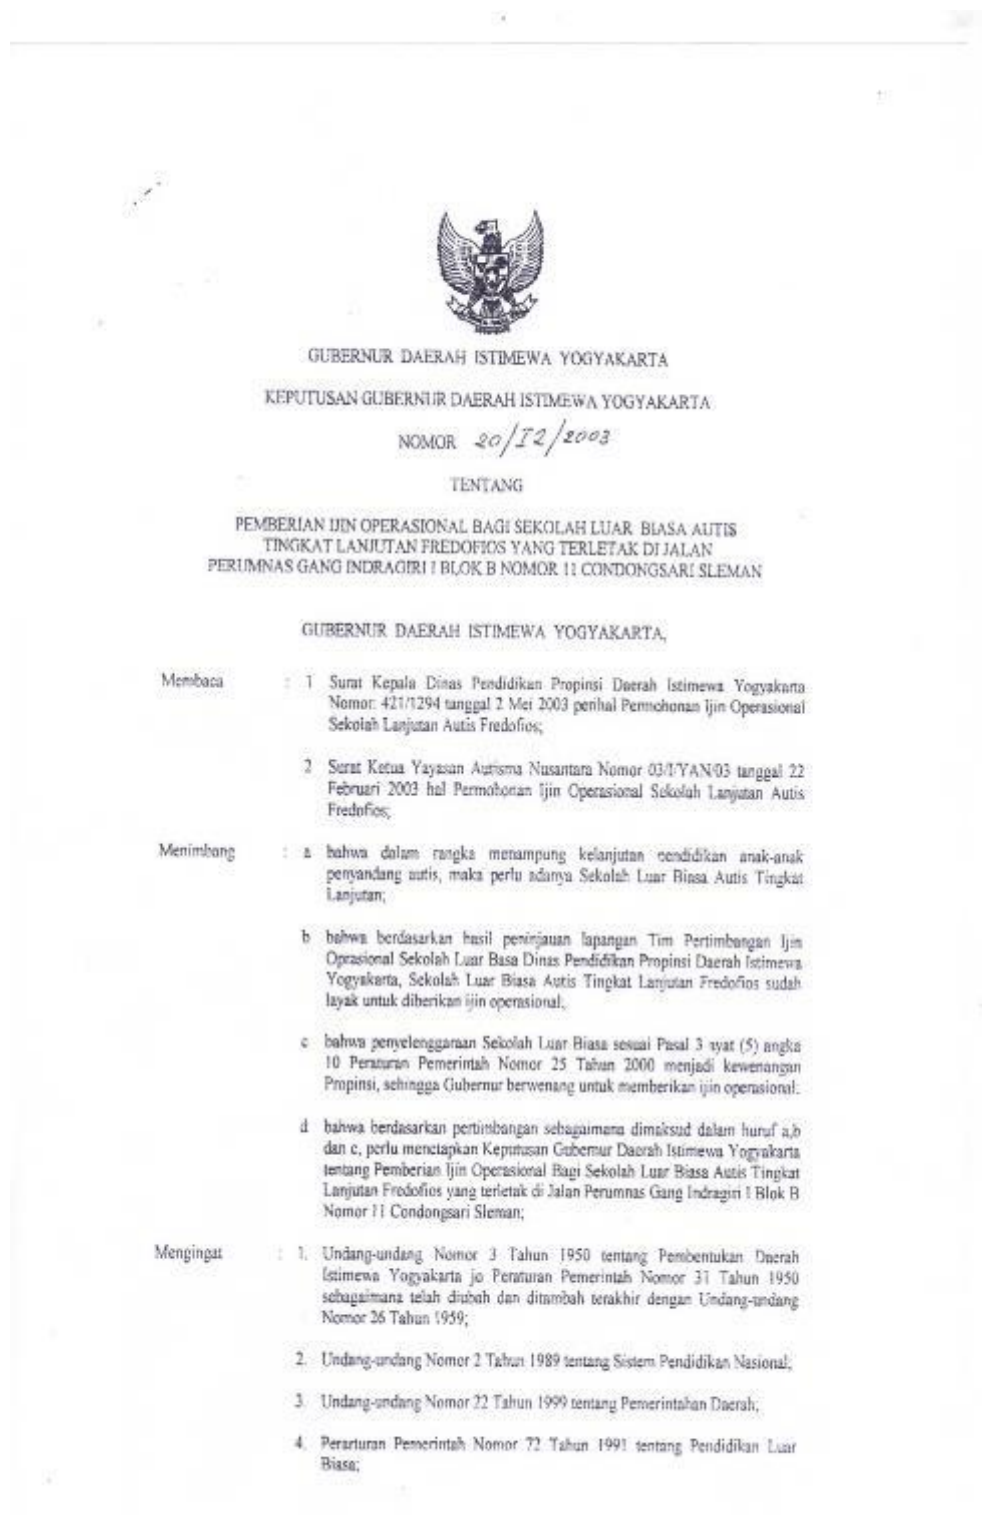 GUBERNUR DAERAH ISTIMEWA YOGYAKARTA
KEPUTUSAN GUBERNUR DAERAH ISTIMEWA YOGYAKARTA
NOMOR 20/I2/2003
TENTANG
PEMBERIAN IJIN OPERASIONAL BAGI SEKOLAH LUAR BIASA AUTIS
TINGKAT LANJUTAN FREDOFIOS YANG TERLETAK DI JALAN
PERUMNAS GANG INDRAGIRI I BLOK B NOMOR 11 CONDONGSARI SLEMAN
GUBERNUR DAERAH ISTIMEWA YOGYAKARTA,
Membaca : 1 Surat Kepala Dinas Pendidikan Propinsi Daerah Istimewa Yogyakarta
Nomor: 421/1294 tanggal 2 Mei 2003 perihal Permohonan Ijin Operasional
Sekolah Lanjutan Autis Fredofios;
2 Surat Ketua Yayasan Autisma Nusantara Nomor 03/I/YAN/03 tanggal 22
Februari 2003 hal Permohonan Ijin Operasional Sekolah Lanjutan Autis
Fredofios;
Menimbang : a bahwa dalam rangka menampung kelanjutan pendidikan anak-anak
penyandang autis, maka perlu adanya Sekolah Luar Biasa Autis Tingkat
Lanjutan;
b bahwa berdasarkan hasil peninjauan lapangan Tim Pertimbangan Ijin
Oprasional Sekolah Luar Basa Dinas Pendidikan Propinsi Daerah Istimewa
Yogyakarta, Sekolah Luar Biasa Autis Tingkat Lanjutan Fredofios sudah
layak untuk diberikan ijin operasional;
c bahwa penyelenggaraan Sekolah Luar Biasa sesuai Pasal 3 ayat (5) angka
10 Peraturan Pemerintah Nomor 25 Tahun 2000 menjadi kewenangan
Propinsi, sehingga Gubernur berwenang untuk memberikan ijin operasional.
d bahwa berdasarkan pertimbangan sebagaimana dimaksud dalam huruf a,b
dan c, perlu menetapkan Keputusan Gubernur Daerah Istimewa Yogyakarta
tentang Pemberian Ijin Operasional Bagi Sekolah Luar Biasa Autis Tingkat
Lanjutan Fredofios yang terletak di Jalan Perumnas Gang Indragiri I Blok B
Nomor 11 Condongsari Sleman;
Mengingat : 1. Undang-undang Nomor 3 Tahun 1950 tentang Pembentukan Daerah
Istimewa Yogyakarta jo Peraturan Pemerintah Nomor 31 Tahun 1950
sebagaimana telah diubah dan ditambah terakhir dengan Undang-undang
Nomor 26 Tahun 1959;
2. Undang-undang Nomor 2 Tahun 1989 tentang Sistem Pendidikan Nasional;
3. Undang-undang Nomor 22 Tahun 1999 tentang Pemerintahan Daerah;
4. Perarturan Pemerintah Nomor 72 Tahun 1991 tentang Pendidikan Luar
Biasa;